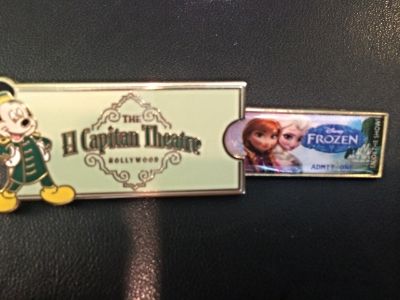 THE
El Capitan Theatre
HOLLYWOOD
Disney
FROZEN
ADMIT ONE